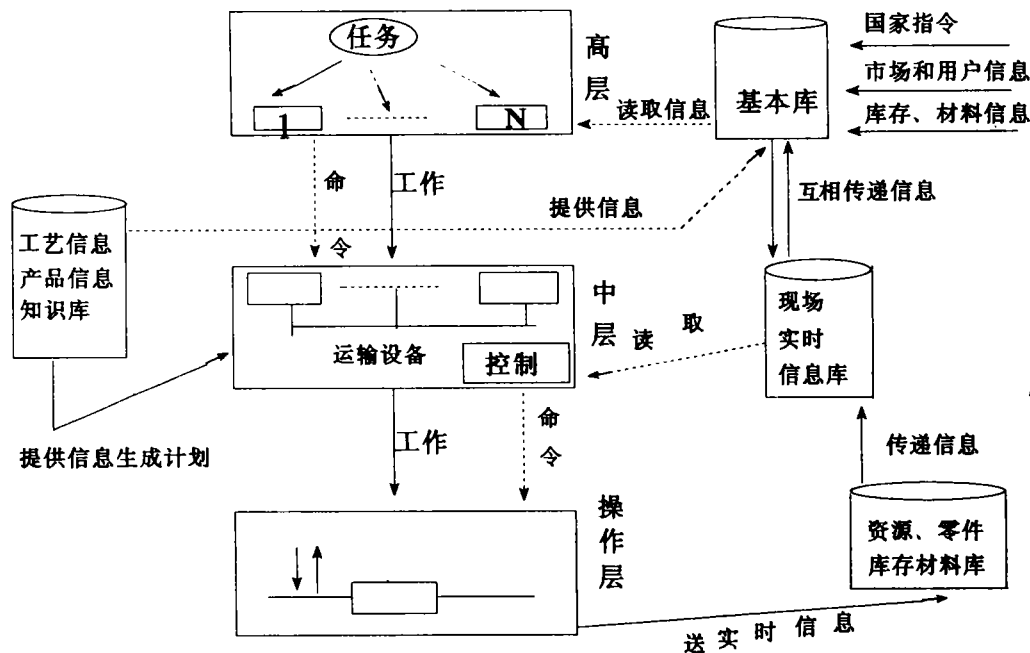 任务
1
N
高层
基本库
国家指令
市场和用户信息
库存、材料信息
读取信息
命令
工作
提供信息
互相传递信息
工艺信息
产品信息
知识库
中层
运输设备
控制
读取
现场
实时
信息库
提供信息生成计划
工作
命令
传递信息
操作层
资源、零件
库存材料库
送实时信息